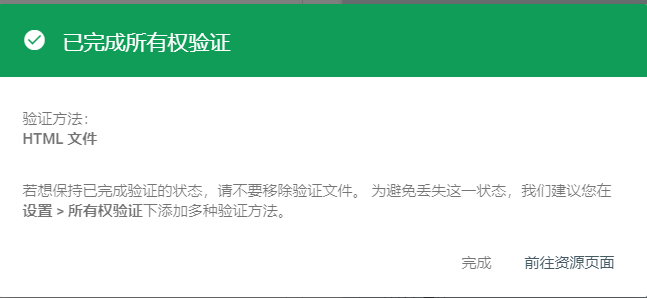 已完成所有权验证
验证方法：
HTML 文件
若想保持已完成验证的状态，请不要移除验证文件。 为避免丢失这一状态，我们建议您在
设置 > 所有权验证下添加多种验证方法。
完成 前往资源页面